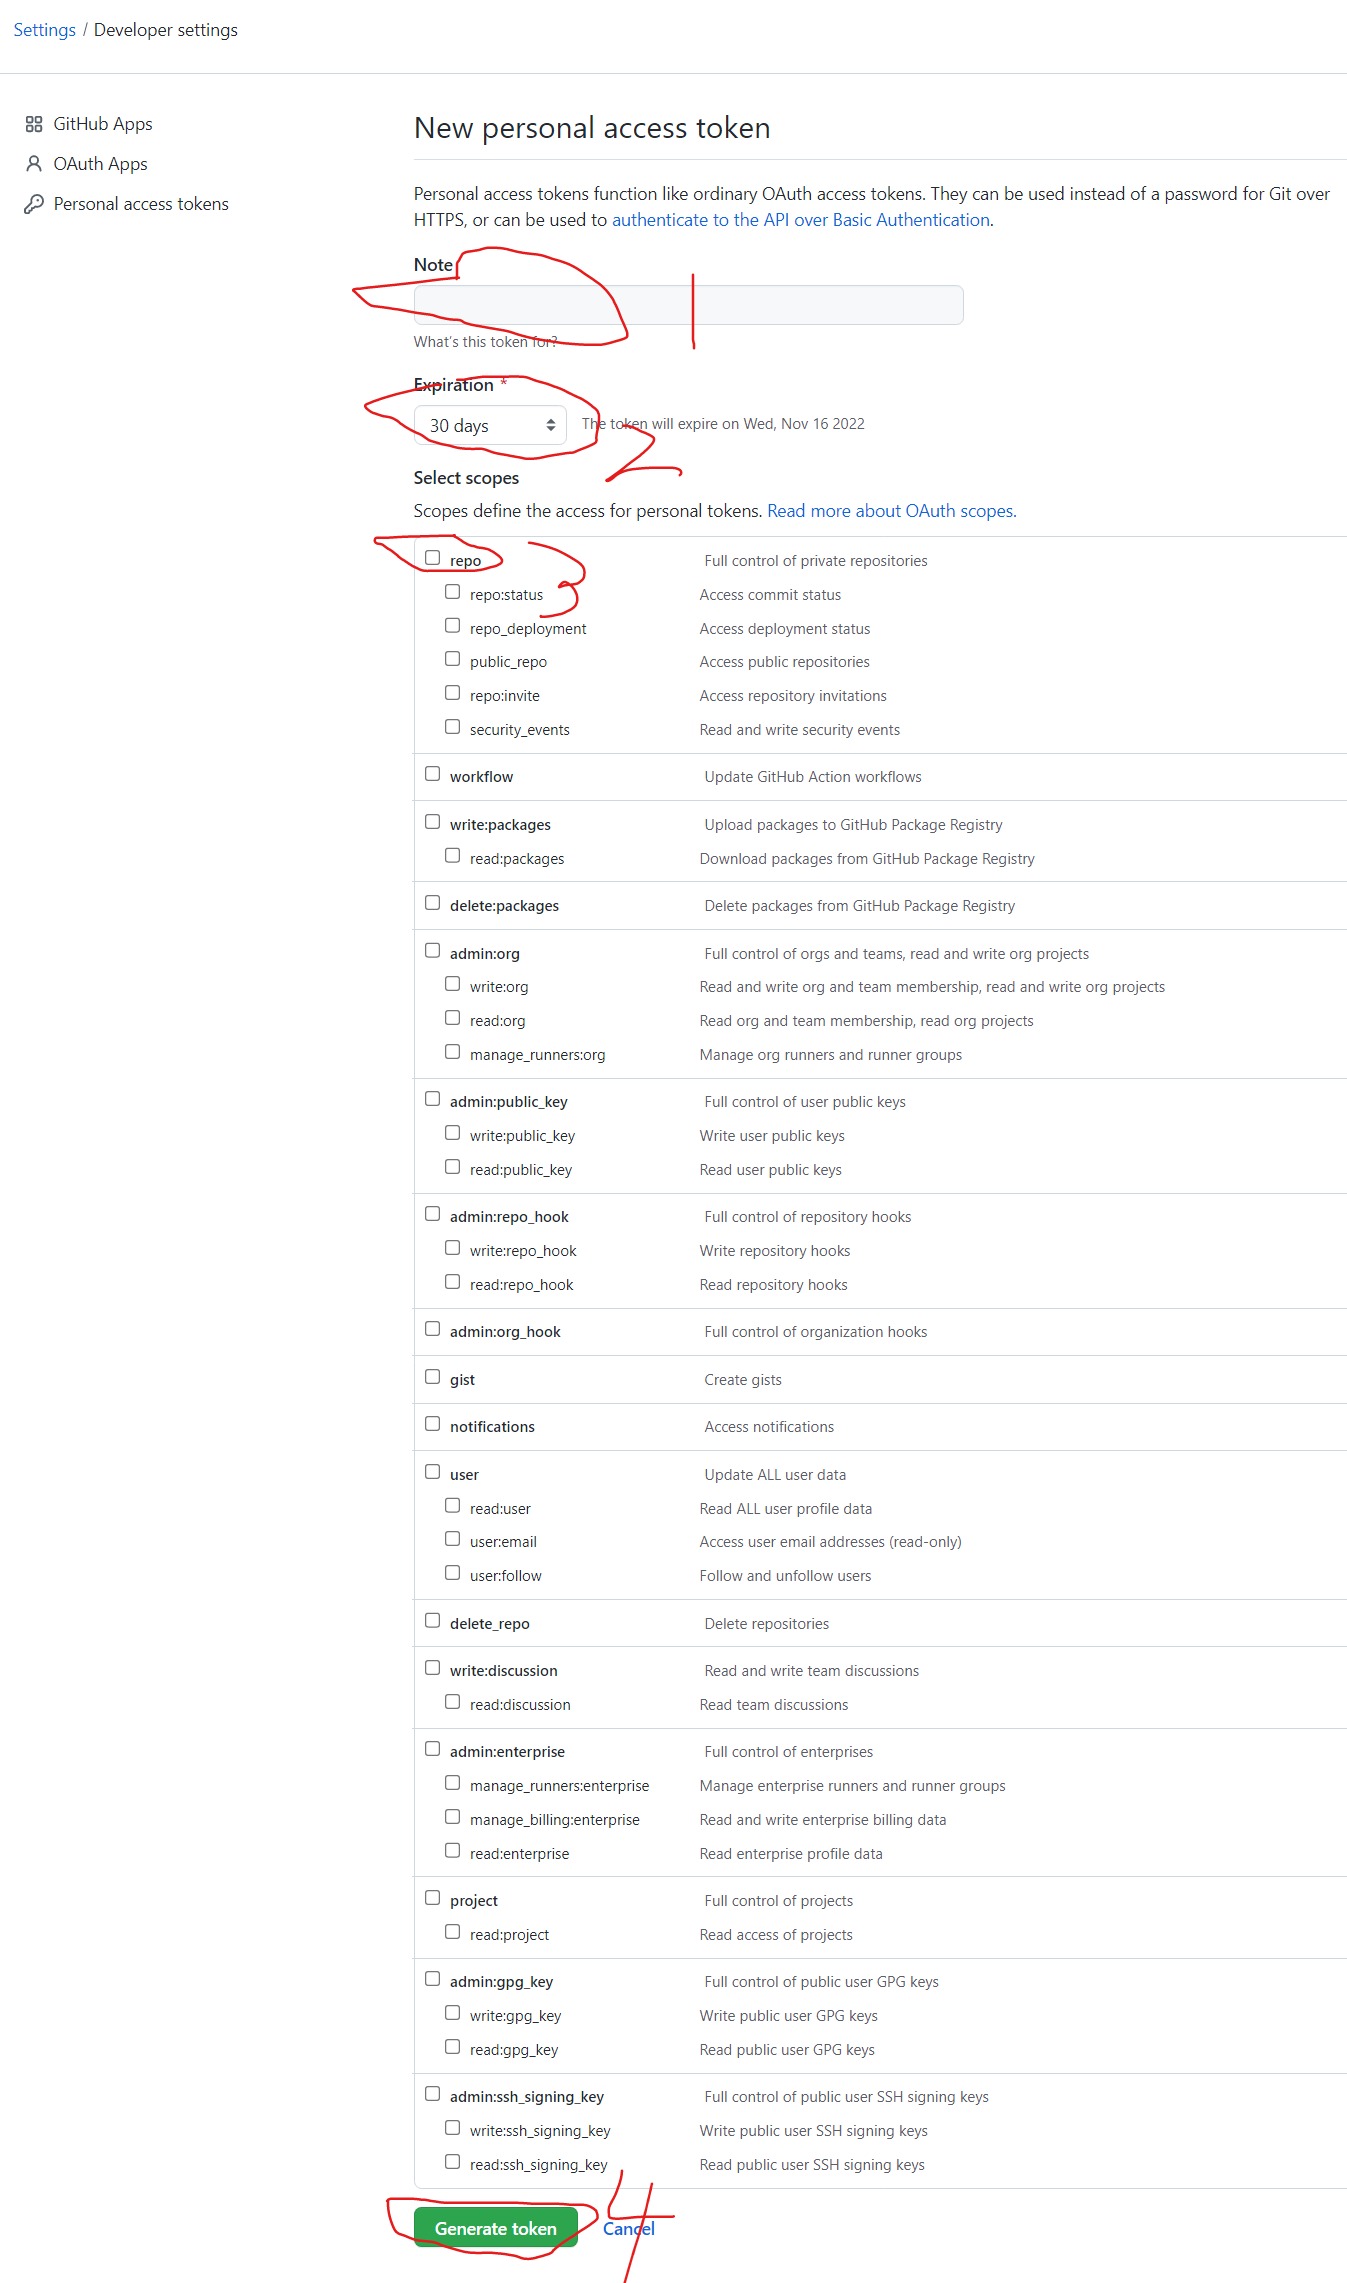 Settings / Developer settings
GitHub Apps
OAuth Apps
Personal access tokens
New personal access token
Personal access tokens function like ordinary OAuth access tokens. They can be used instead of a password for Git over
HTTPS, or can be used to authenticate to the API over Basic Authentication.
Note
1
What's this token for?
Expiration *
30 days The token will expire on Wed, Nov 16 2022
2
Select scopes
Scopes define the access for personal tokens. Read more about OAuth scopes.
repo Full control of private repositories
3
repo:status Access commit status
repo_deployment Access deployment status
public_repo Access public repositories
repo:invite Access repository invitations
security_events Read and write security events
workflow Update GitHub Action workflows
write:packages Upload packages to GitHub Package Registry
read:packages Download packages from GitHub Package Registry
delete:packages Delete packages from GitHub Package Registry
admin:org Full control of orgs and teams, read and write org projects
write:org Read and write org and team membership, read and write org projects
read:org Read org and team membership, read org projects
manage_runners:org Manage org runners and runner groups
admin:public_key Full control of user public keys
write:public_key Write user public keys
read:public_key Read user public keys
admin:repo_hook Full control of repository hooks
write:repo_hook Write repository hooks
read:repo_hook Read repository hooks
admin:org_hook Full control of organization hooks
gist Create gists
notifications Access notifications
user Update ALL user data
read:user Read ALL user profile data
user:email Access user email addresses (read-only)
user:follow Follow and unfollow users
delete_repo Delete repositories
write:discussion Read and write team discussions
read:discussion Read team discussions
admin:enterprise Full control of enterprises
manage_runners:enterprise Manage enterprise runners and runner groups
manage_billing:enterprise Read and write enterprise billing data
read:enterprise Read enterprise profile data
project Full control of projects
read:project Read access of projects
admin:gpg_key Full control of public user GPG keys
write:gpg_key Write public user GPG keys
read:gpg_key Read public user GPG keys
admin:ssh_signing_key Full control of public user SSH signing keys
write:ssh_signing_key Write public user SSH signing keys
read:ssh_signing_key Read public user SSH signing keys
4
Generate token Cancel